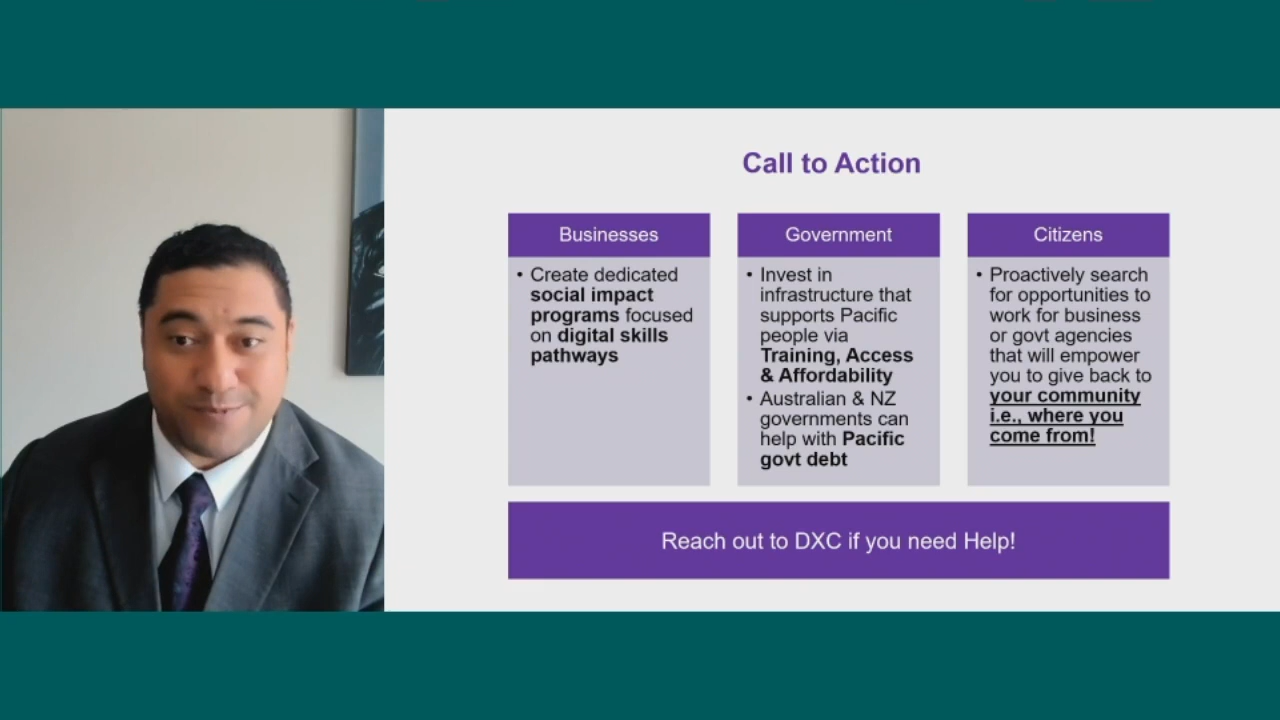 Call to Action
Businesses
• Create dedicated
social impact
programs focused
on digital skills
pathways
Government
• Invest in
infrastructure that
supports Pacific
people via
Training, Access
& Affordability
• Australian & NZ
governments can
help with Pacific
govt debt
Citizens
• Proactively search
for opportunities to
work for business
or govt agencies
that will empower
you to give back to
your community
i.e., where you
come from!
Reach out to DXC if you need Help!